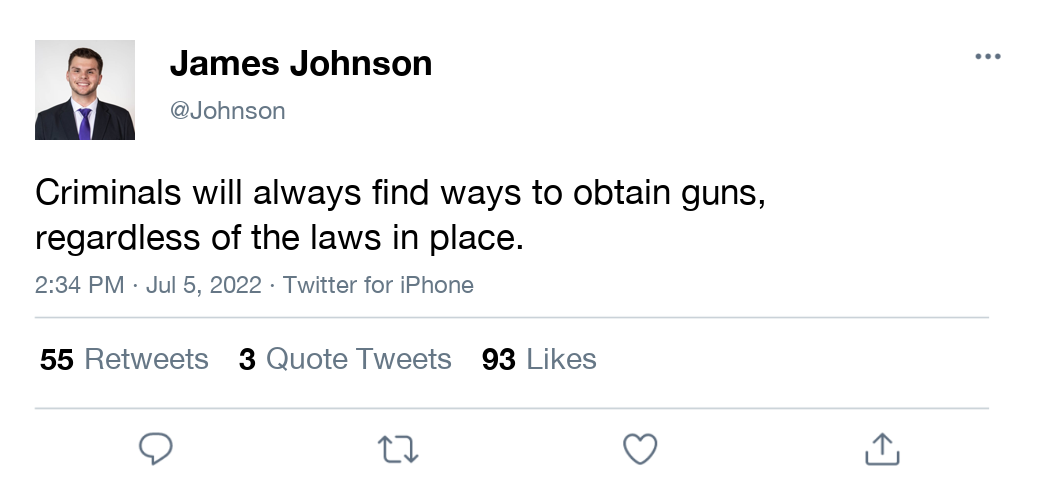 James Johnson
@Johnson
Criminals will always find ways to obtain guns,
regardless of the laws in place.
2:34 PM · Jul 5, 2022 · Twitter for iPhone
55 Retweets 3 Quote Tweets 93 Likes